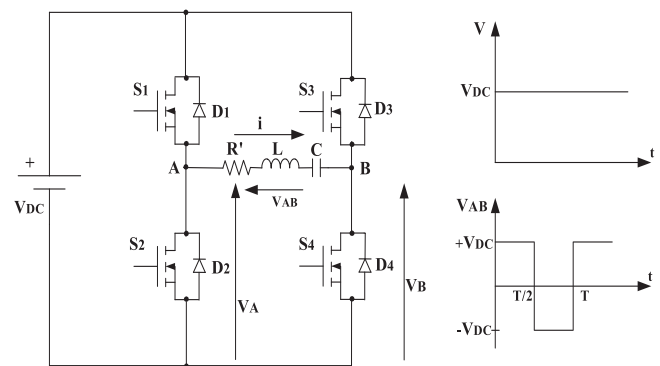 S1
D1
S3
D3
i
R'
L
C
A
B
+
VDC
VAB
S2
D2
S4
D4
VA
VB
V
VDC
t
VAB
+VDC
T/2
T
t
-VDC